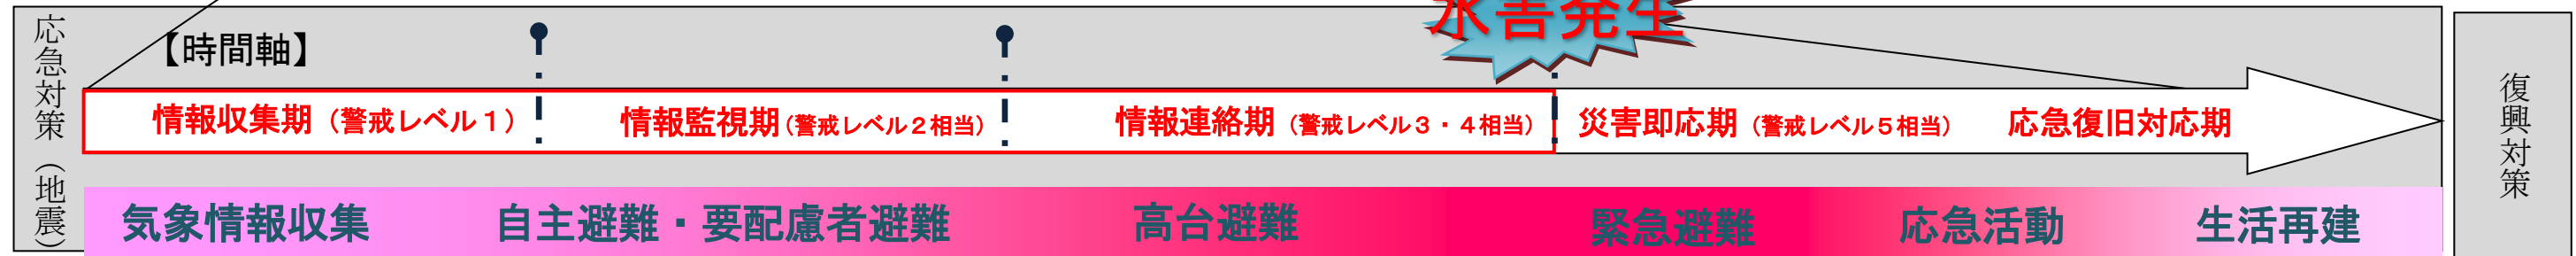 応急対策（地震）
水害発生
【時間軸】
情報収集期（警戒レベル１）
情報監視期（警戒レベル２相当）
情報連絡期（警戒レベル３・４相当）
災害即応期（警戒レベル５相当）
応急復旧対応期
気象情報収集
自主避難・要配慮者避難
高台避難
緊急避難
応急活動
生活再建
復興対策